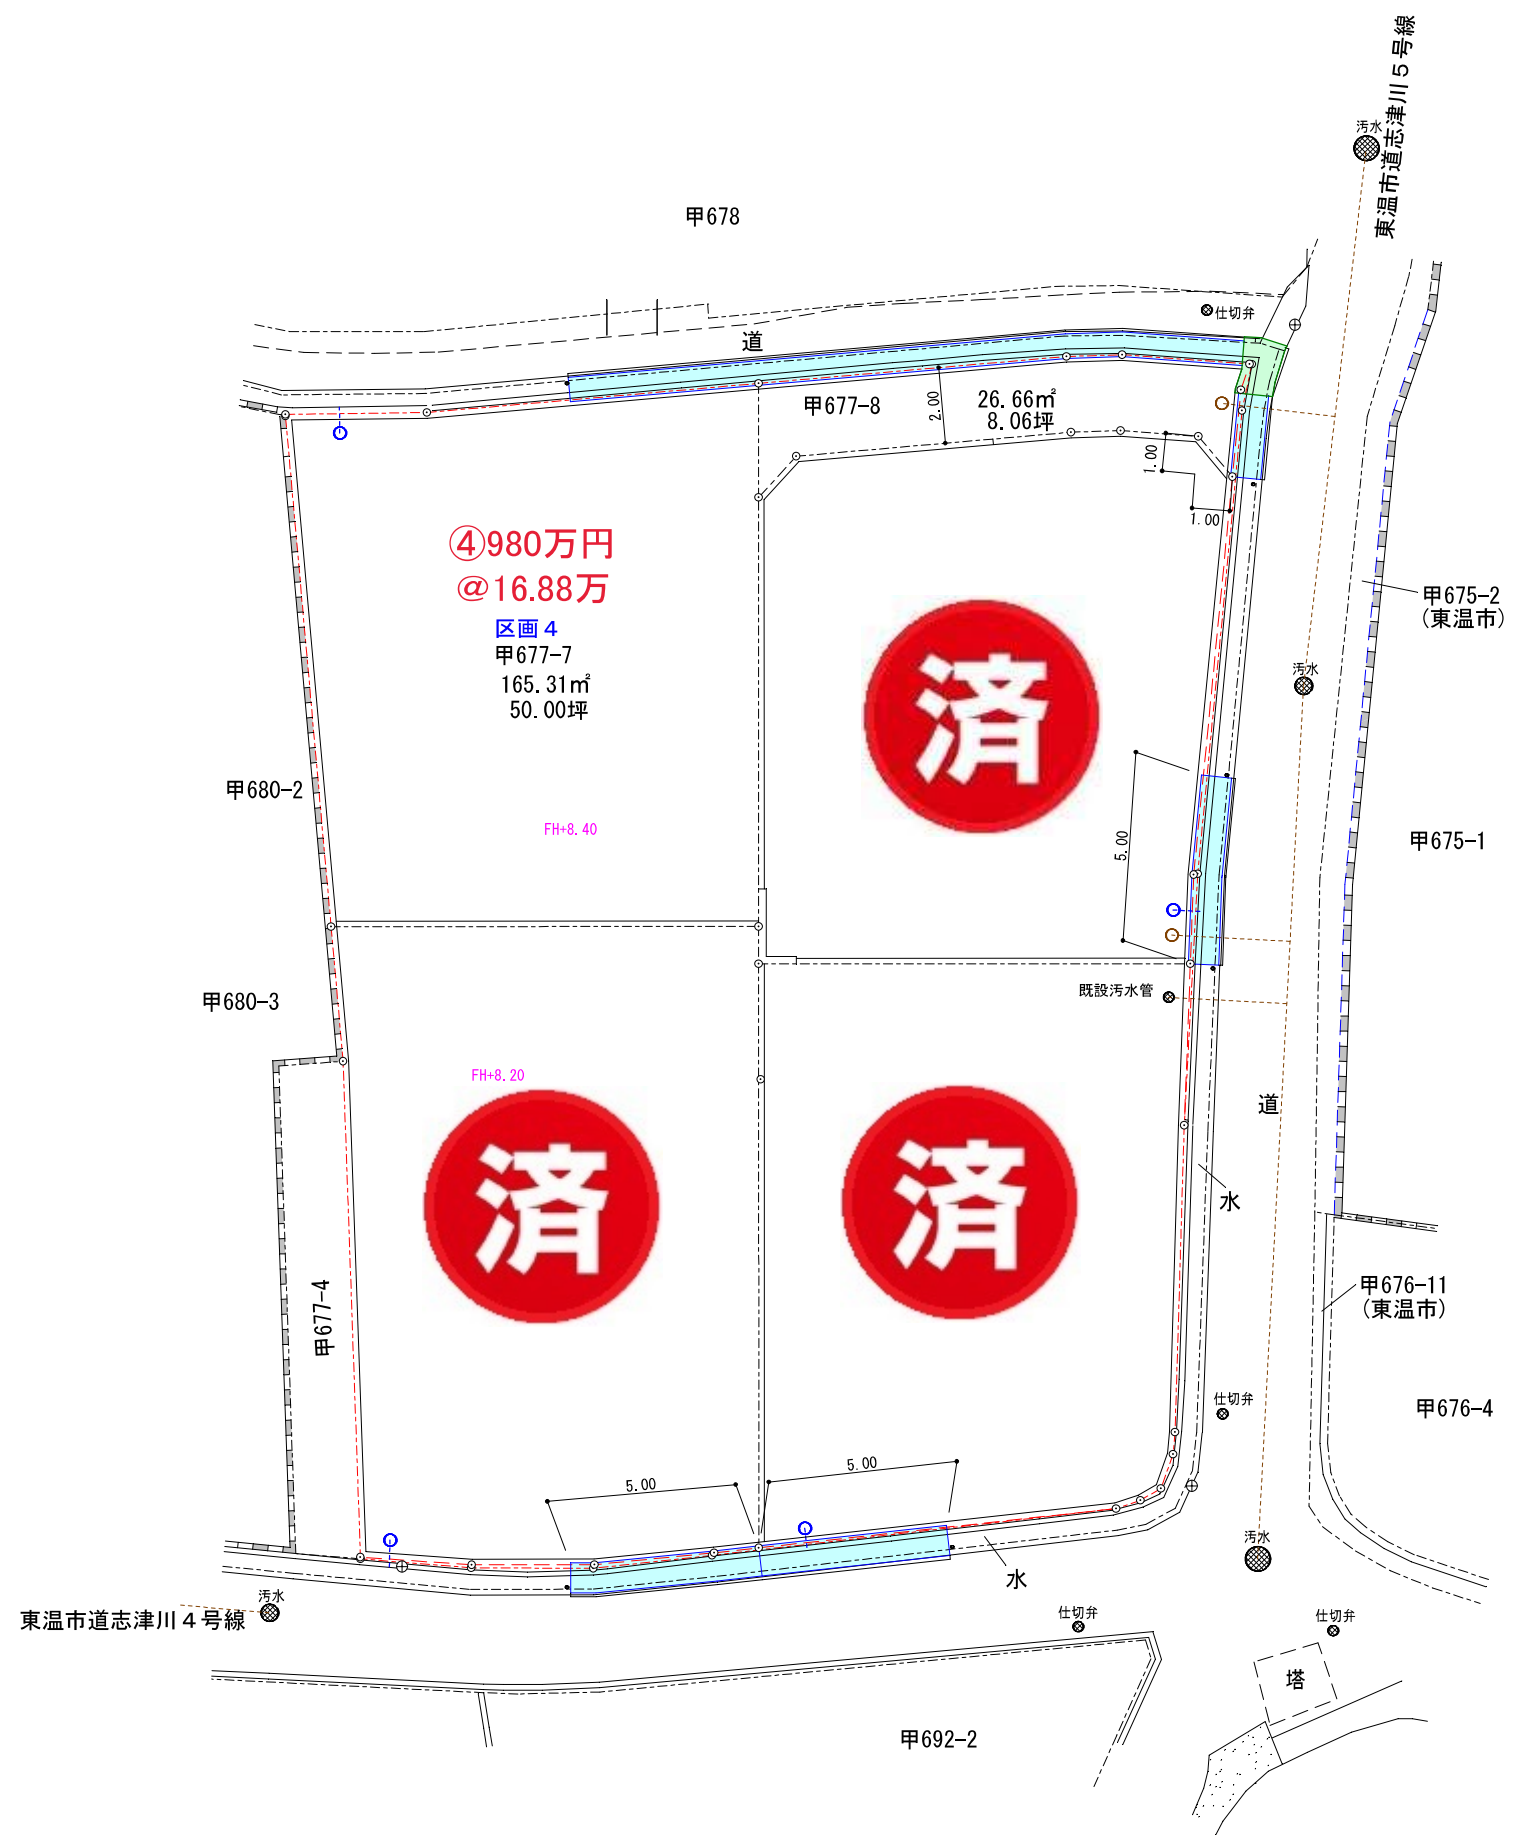 東温市道志津川５号線
汚水
甲678
仕切弁
道
甲677-8
2.00
26.66㎡
8.06坪
1.00
1.00
④980万円
@16.88万
区画４
甲677-7
165.31㎡
50.00坪
甲675-2
(東温市)
汚水
済
甲680-2
FH+8.40
5.00
甲675-1
甲680-3
既設汚水管
FH+8.20
道
済
済
水
甲677-4
甲676-11
(東温市)
仕切弁
甲676-4
5.00
5.00
汚水
水
汚水
東温市道志津川４号線
仕切弁
仕切弁
塔
甲692-2